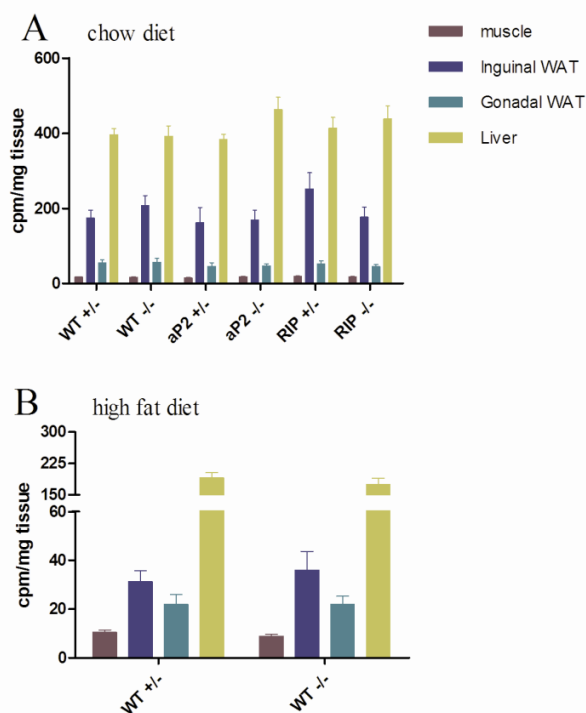 A
chow diet
muscle
Inguinal WAT
Gonadal WAT
Liver
cpm/mg tissue
600
400
200
0
WT +/-
WT -/-
aP2 +/-
aP2 -/-
RIP +/-
RIP -/-
B
high fat diet
cpm/mg tissue
300
225
150
60
40
20
0
WT +/-
WT -/-